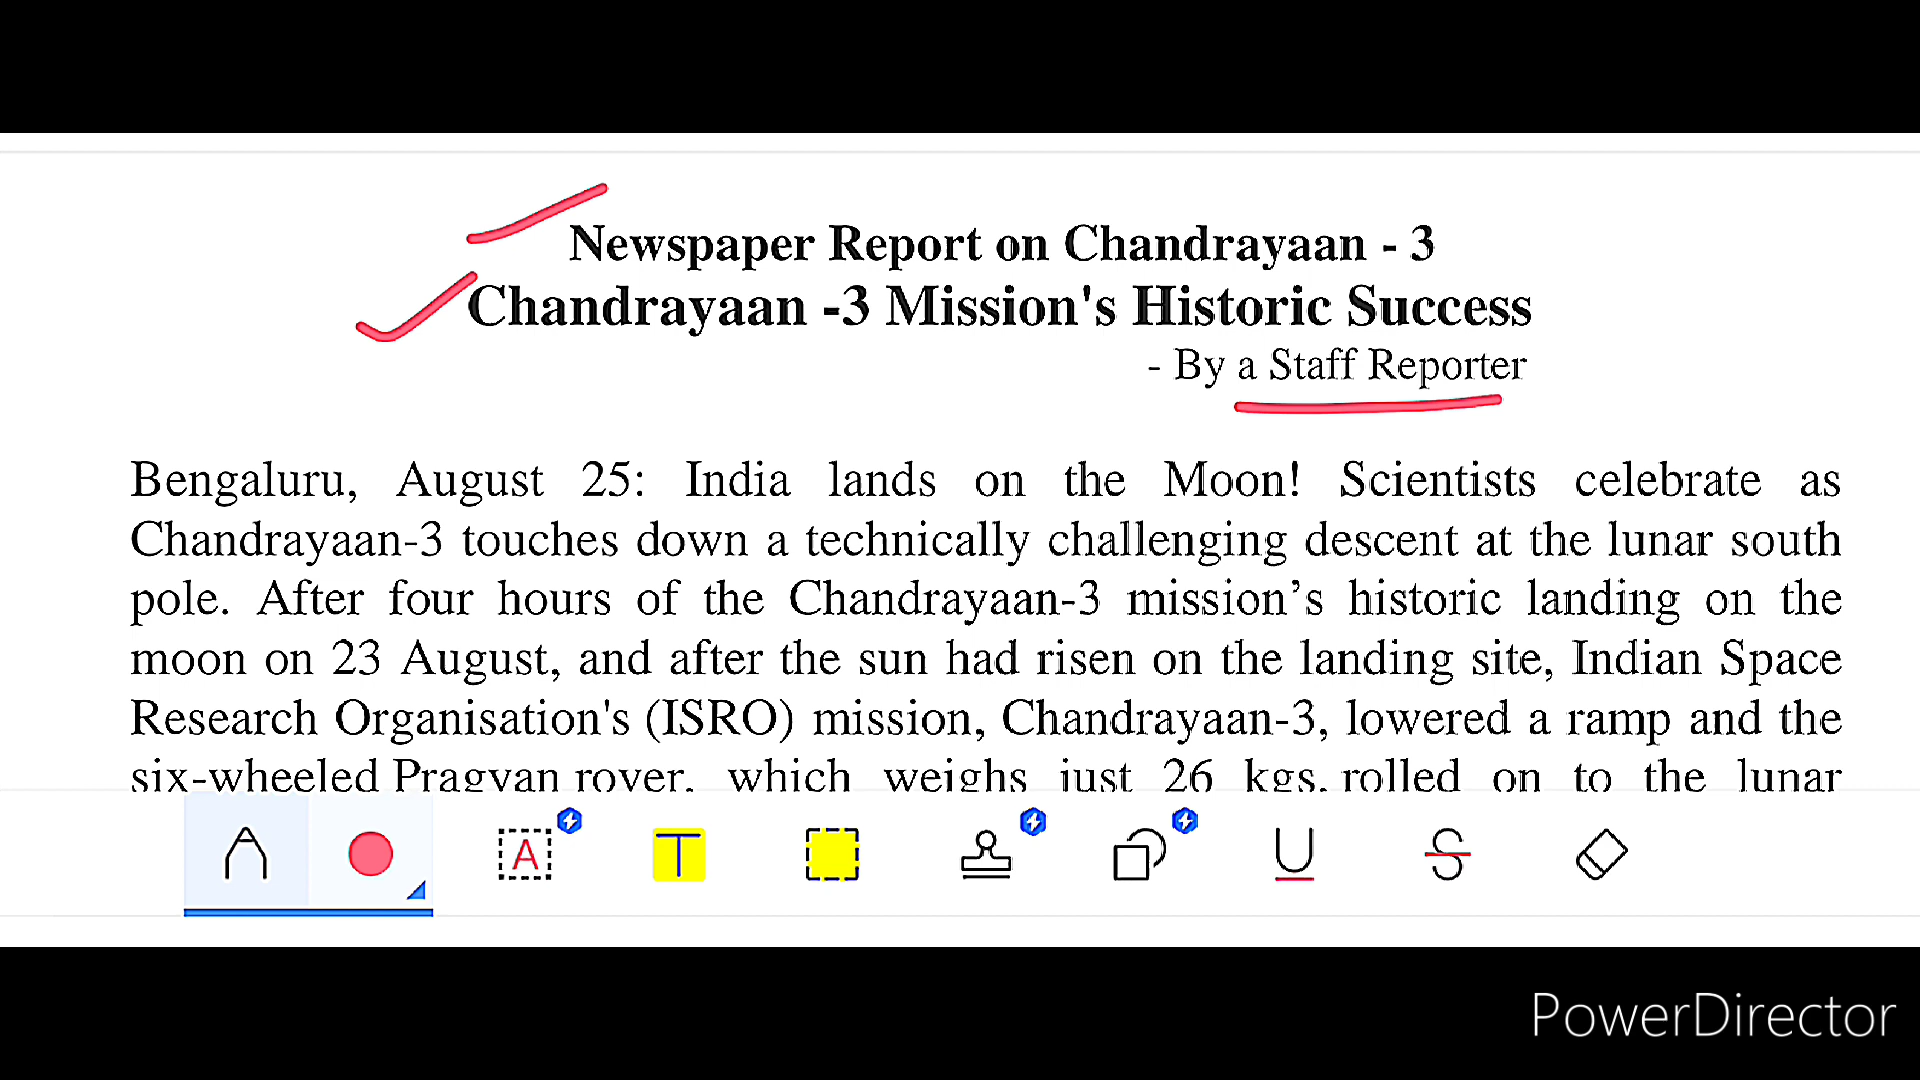 Newspaper Report on Chandrayaan - 3
Chandrayaan -3 Mission's Historic Success
- By a Staff Reporter
Bengaluru, August 25: India lands on the Moon! Scientists celebrate as
Chandrayaan-3 touches down a technically challenging descent at the lunar south
pole. After four hours of the Chandrayaan-3 mission’s historic landing on the
moon on 23 August, and after the sun had risen on the landing site, Indian Space
Research Organisation's (ISRO) mission, Chandrayaan-3, lowered a ramp and the
six-wheeled Pragyan rover, which weighs just 26 kgs, rolled on to the lunar
A T U S
PowerDirector